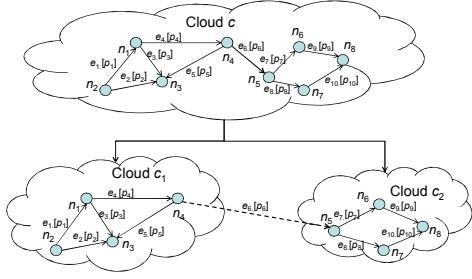 Cloud c
n1 e4.[p4] n4 e6.[p6] n6 e9.[p9] n8
e1.[p1] e3.[p3] e7.[p7]
n2 e2.[p2] n3 e5.[p5] n5 e8.[p8] n7 e10.[p10]
Cloud c1
n1 e4.[p4] n4
e1.[p1] e3.[p3] e6.[p6]
n2 e2.[p2] n3 e5.[p5]
Cloud c2
n6 e9.[p9] n8
n5 e7.[p7] e10.[p10]
e8.[p8] n7